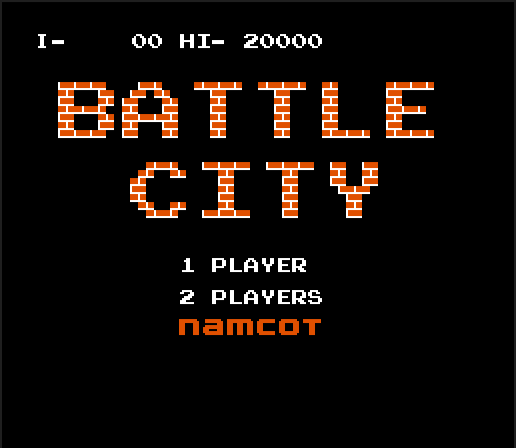 I-     00 HI- 20000
BATTLE
CITY
1 PLAYER
2 PLAYERS
namcot